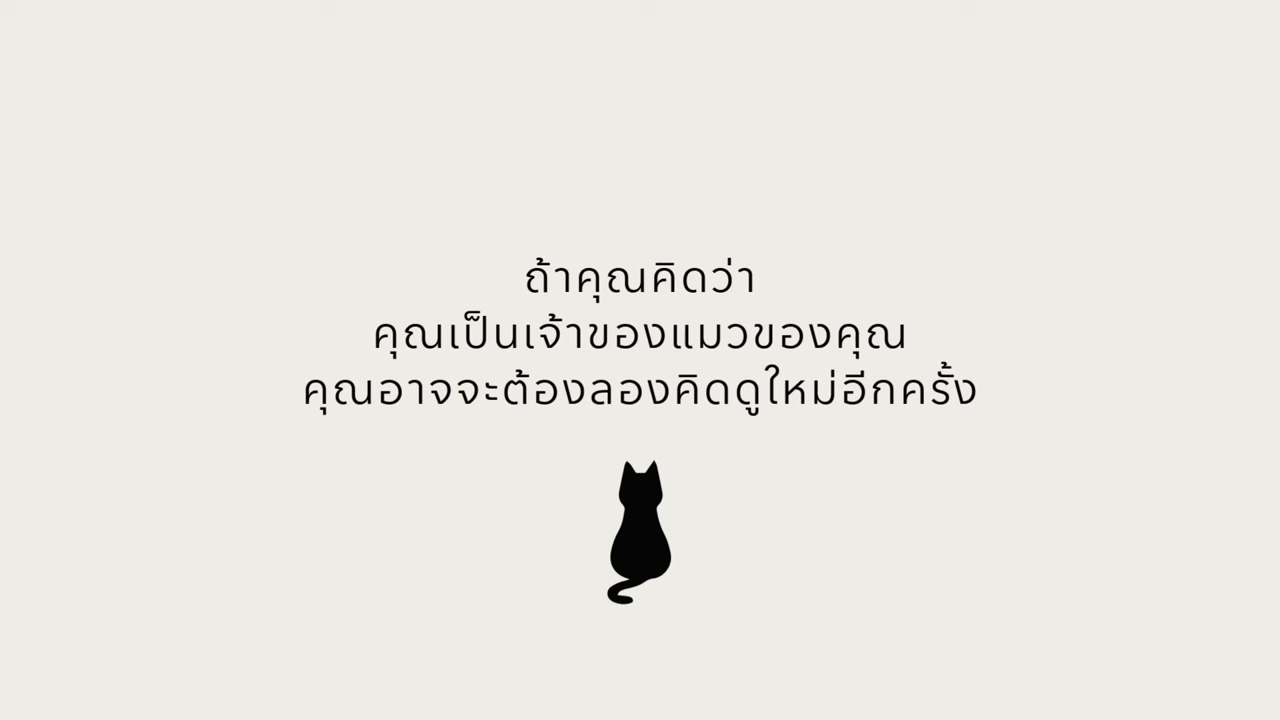 ถ้าคุณคิดว่า
คุณเป็นเจ้าของแมวของคุณ
คุณอาจจะต้องลองคิดดูใหม่อีกครั้ง